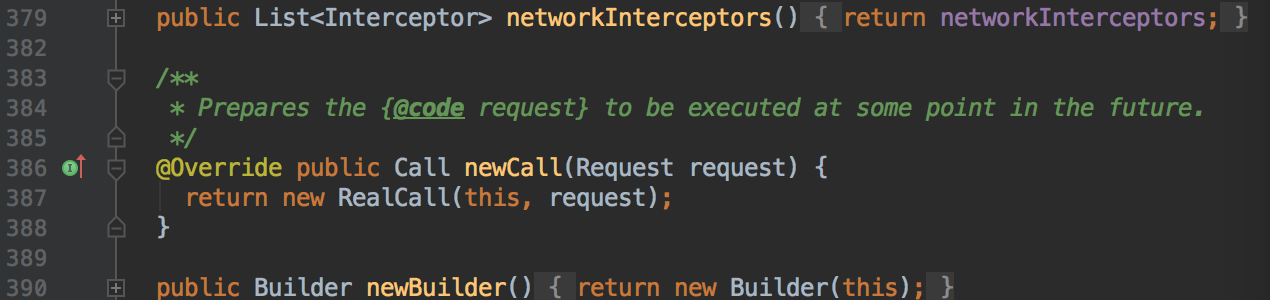 379 public List<Interceptor> networkInterceptors() { return networkInterceptors; }
382
383 /**
384 * Prepares the {@code request} to be executed at some point in the future.
385 */
386 @Override public Call newCall(Request request) {
387 return new RealCall(this, request);
388 }
389
390 public Builder newBuilder() { return new Builder(this); }